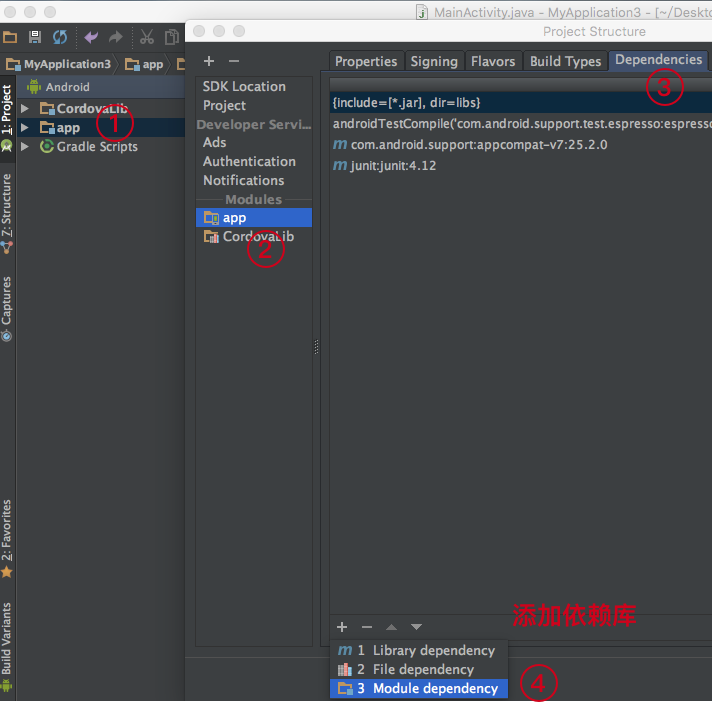 MainActivity.java - MyApplication3 - [~/Deskto
Project Structure
MyApplication3
app
1: Project
7: Structure
Captures
2: Favorites
Build Variants
Android
CordovaLib
app
Gradle Scripts
①
SDK Location
Project
Developer Servi...
Ads
Authentication
Notifications
Modules
app
CordovaLib
②
Properties
Signing
Flavors
Build Types
Dependencies
③
{include=[*.jar], dir=libs}
androidTestCompile('com.android.support.test.espresso:espresso
m com.android.support:appcompat-v7:25.2.0
m junit:junit:4.12
添加依赖库
m 1 Library dependency
2 File dependency
3 Module dependency
④